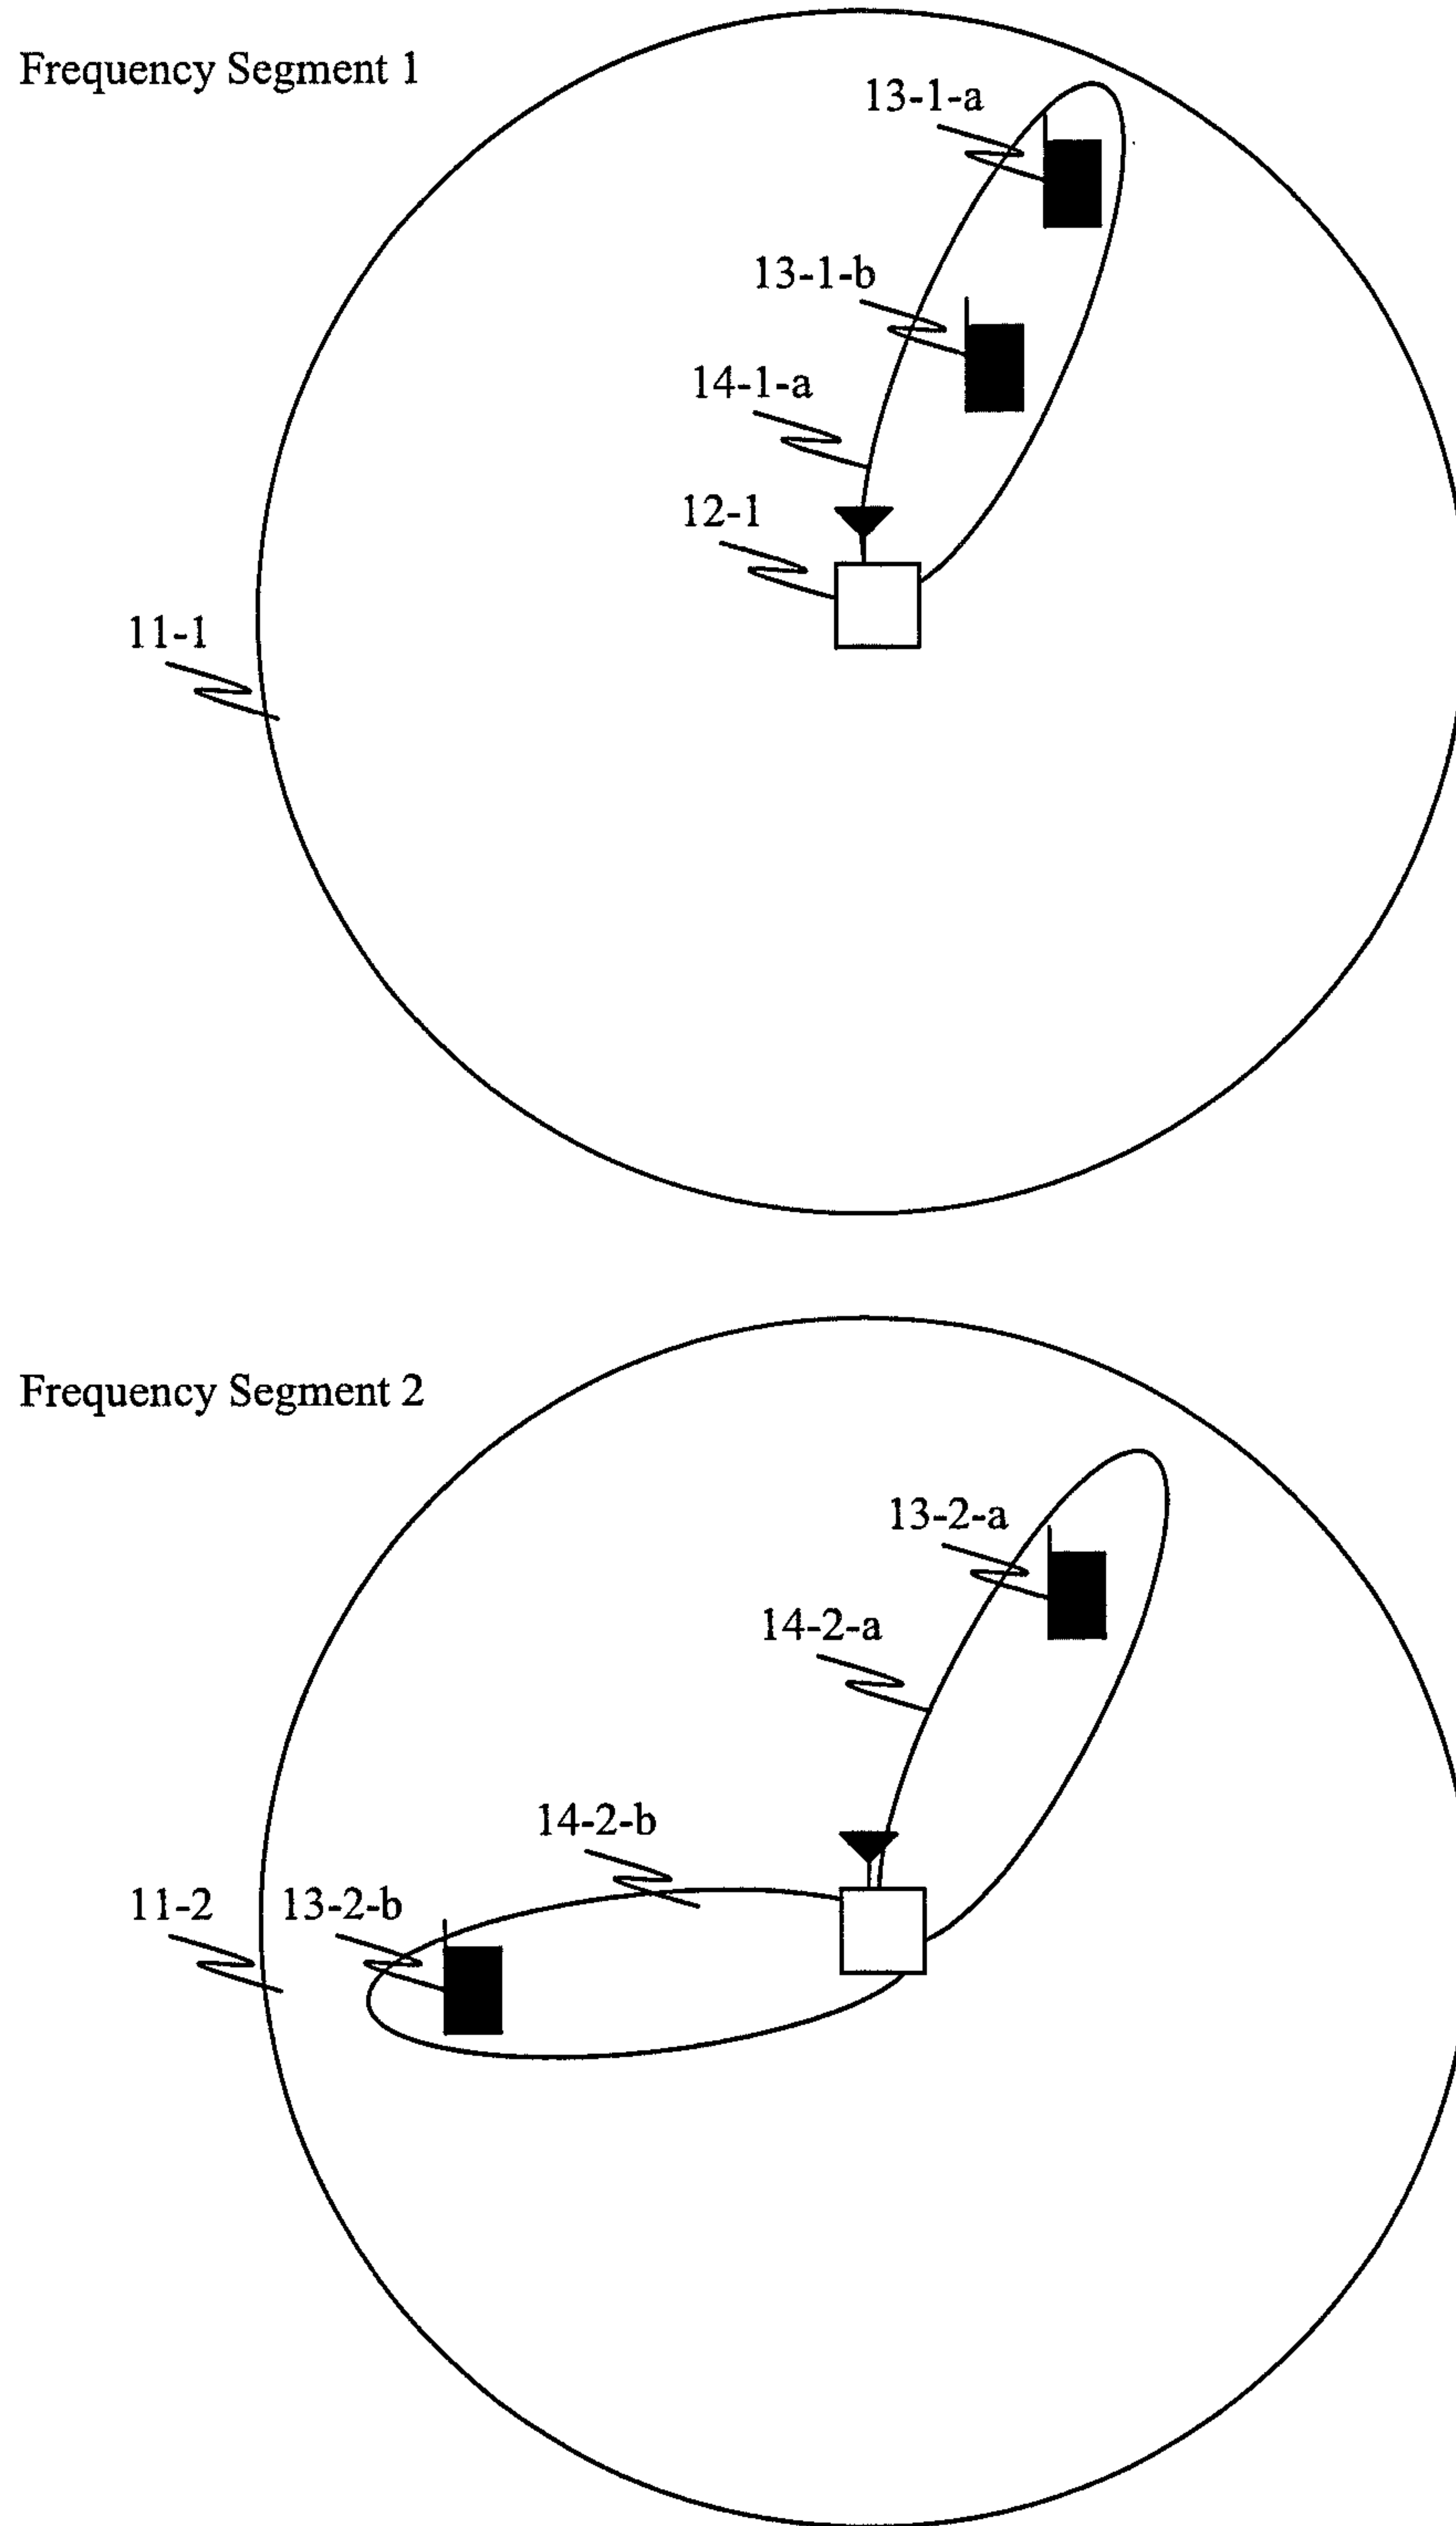 Frequency Segment 1
13-1-a
13-1-b
14-1-a
12-1
11-1
Frequency Segment 2
13-2-a
14-2-a
14-2-b
11-2
13-2-b